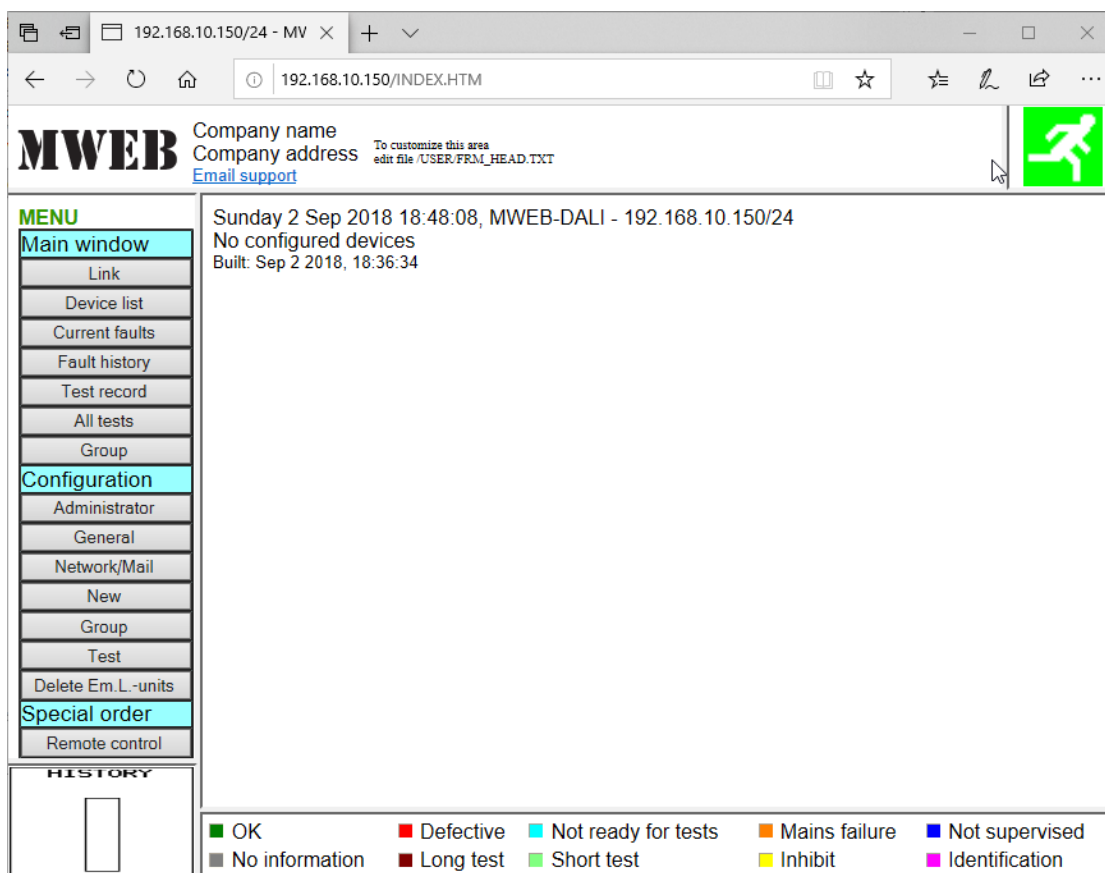 192.168.10.150/24 - MV
192.168.10.150/INDEX.HTM
MWEB
Company name
Company address
Email support
To customize this area
edit file /USER/FRM_HEAD.TXT
MENU
Main window
Link
Device list
Current faults
Fault history
Test record
All tests
Group
Configuration
Administrator
General
Network/Mail
New
Group
Test
Delete Em.L.-units
Special order
Remote control
HISTORY
Sunday 2 Sep 2018 18:48:08, MWEB-DALI - 192.168.10.150/24
No configured devices
Built: Sep 2 2018, 18:36:34
OK Defective Not ready for tests Mains failure Not supervised
No information Long test Short test Inhibit Identification